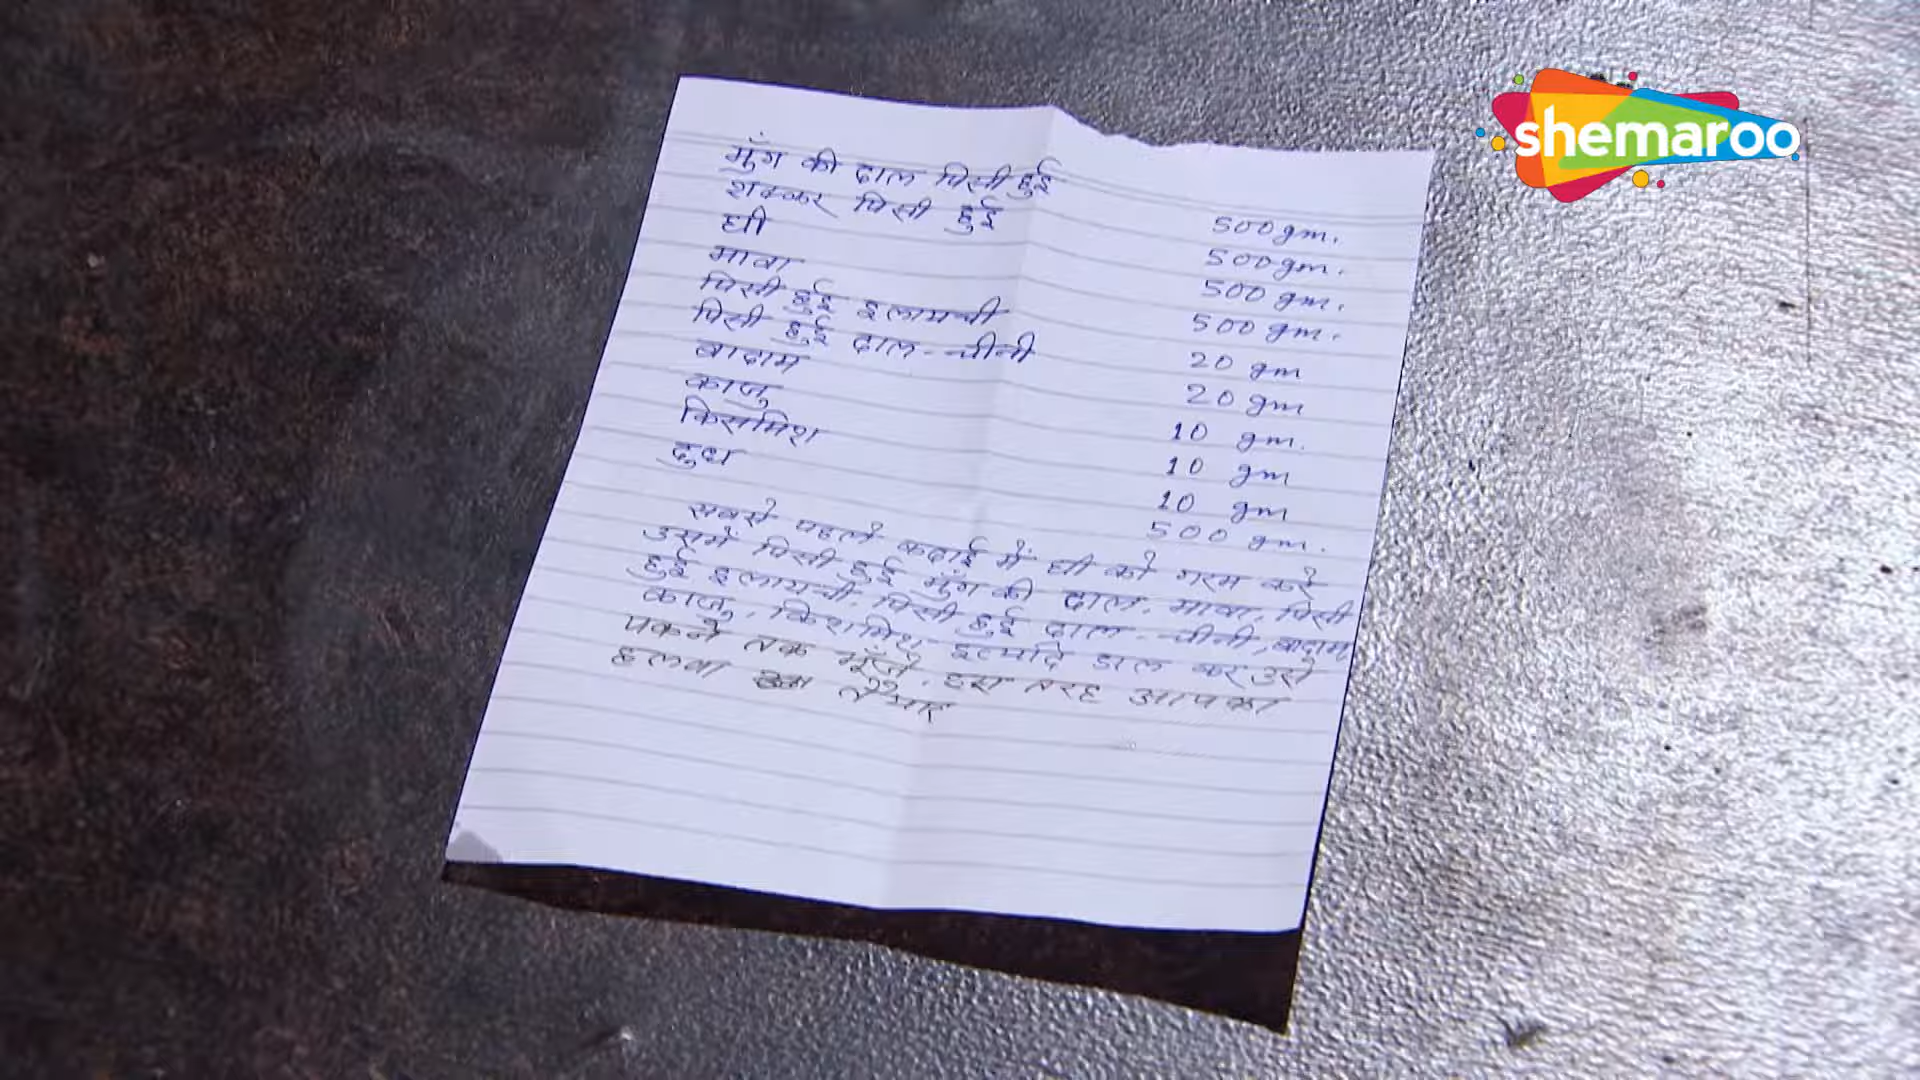 shemaroo
मुंग की दाल पिसी हुई 500gm.
शक्कर पिसी हुई 500gm.
घी 500 gm.
मावा 500 gm.
पिसी हुई इलायची 20 gm
पिसी हुई दाल-चीनी 20 gm
बादाम 10 gm.
काजु 10 gm
किसमिश 10 gm
दुध 500 gm.
सबसे पहले कढाई में घी को गरम करे
उसमें पिसी हुई मुंग की दाल, मावा, पिसी
हुई इलायची, पिसी हुई दाल-चीनी, बादाम,
काजु, किशमिश इत्यादि डाल कर उसे
पकने तक भूंजे. इस तरह आपका
हलवा तैयार